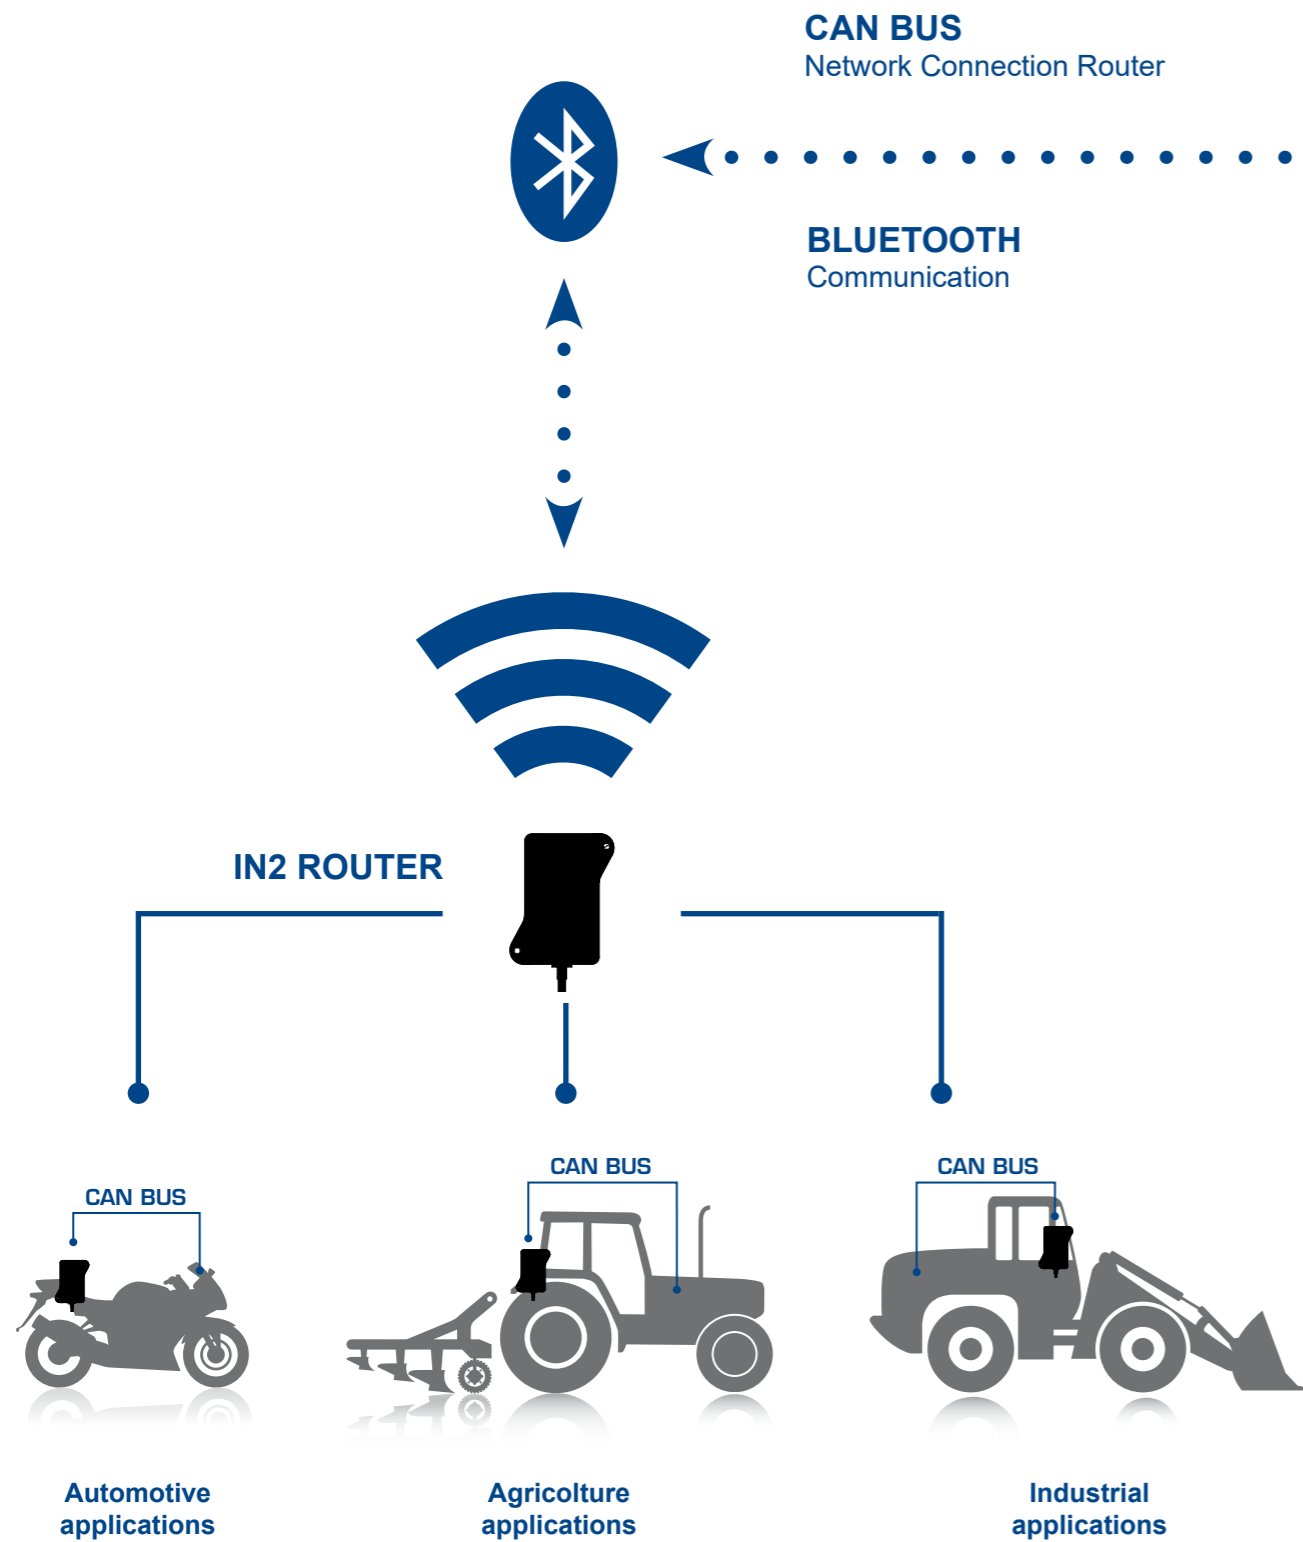 CAN BUS
Network Connection Router
BLUETOOTH
Communication
IN2 ROUTER
CAN BUS
CAN BUS
CAN BUS
Automotive
applications
Agricolture
applications
Industrial
applications